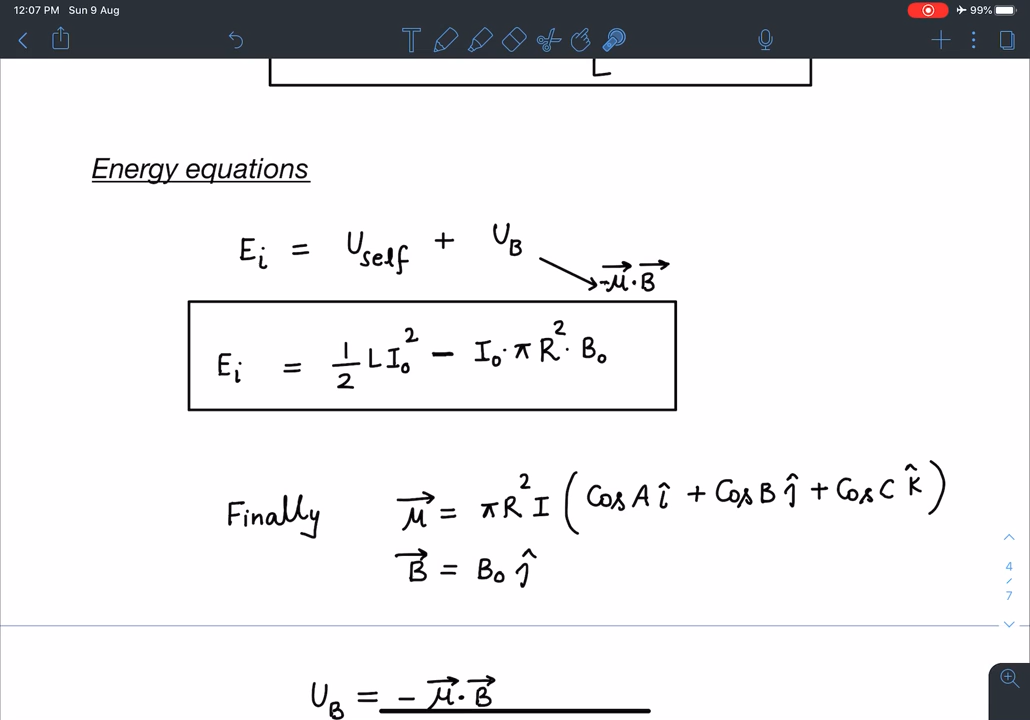 12:07 PM Sun 9 Aug
99%
T
L
Energy equations
Eᵢ = U_self + U_B
-μ⃗·B⃗
Eᵢ = 1/2 LI₀² − I₀·πR²·B₀
Finally μ⃗ = πR²I (Cos A î + Cos B ĵ + Cos C k̂)
B⃗ = B₀ ĵ
4
/
7
U_B = − μ⃗·B⃗